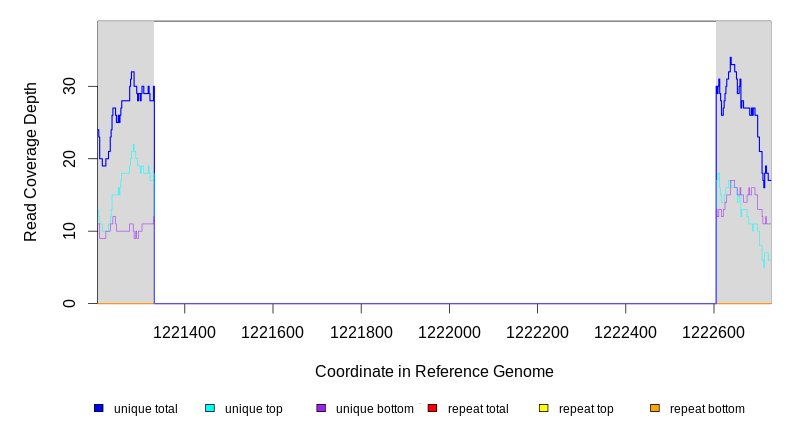 Read Coverage Depth
30
20
10
0
1221400 1221600 1221800 1222000 1222200 1222400 1222600
Coordinate in Reference Genome
unique total unique top unique bottom repeat total repeat top repeat bottom